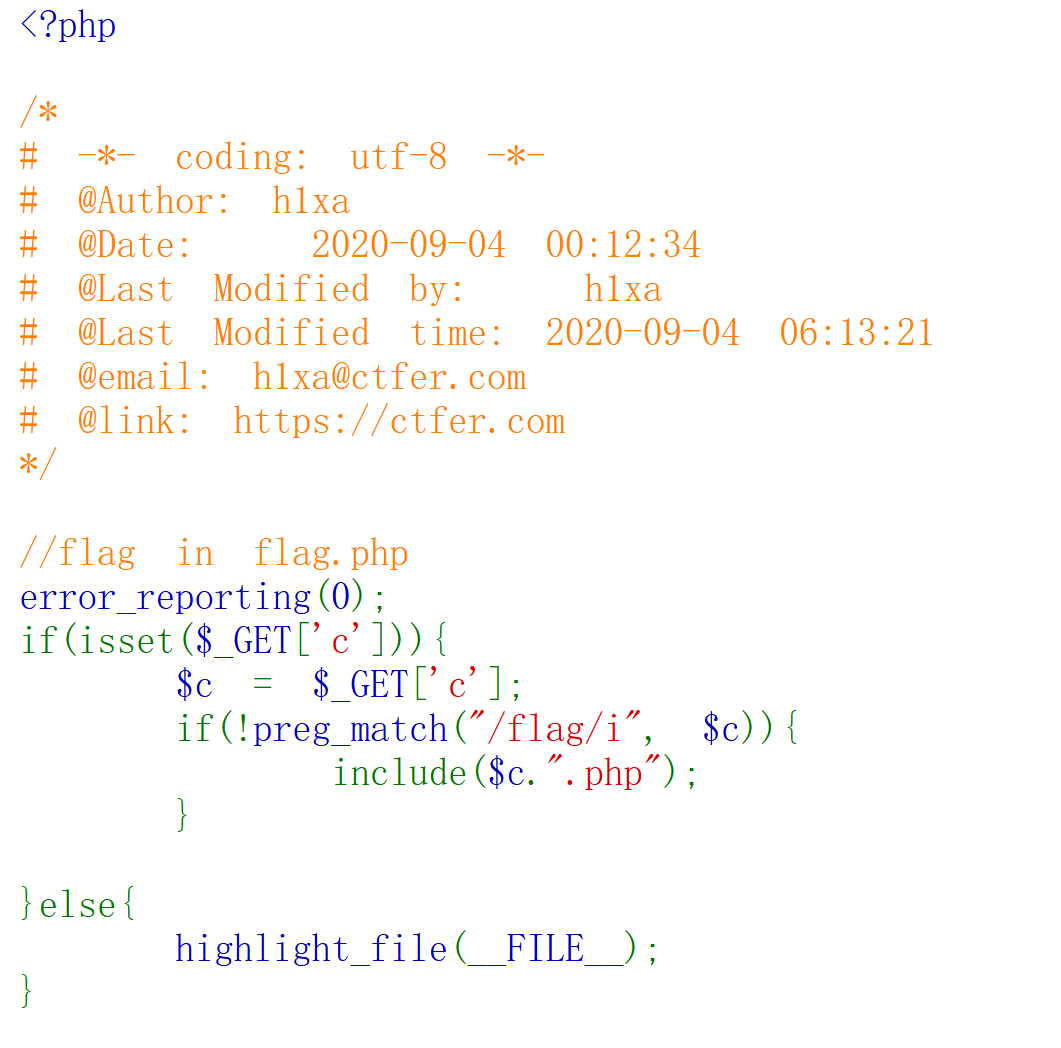 <?php

/*
# -*- coding: utf-8 -*-
# @Author: h1xa
# @Date:   2020-09-04 00:12:34
# @Last Modified by:   h1xa
# @Last Modified time: 2020-09-04 06:13:21
# @email: h1xa@ctfer.com
# @link: https://ctfer.com
*/

//flag in flag.php
error_reporting(0);
if(isset($_GET['c'])){
    $c = $_GET['c'];
    if(!preg_match("/flag/i", $c)){
        include($c.".php");
    }

}else{
    highlight_file(__FILE__);
}